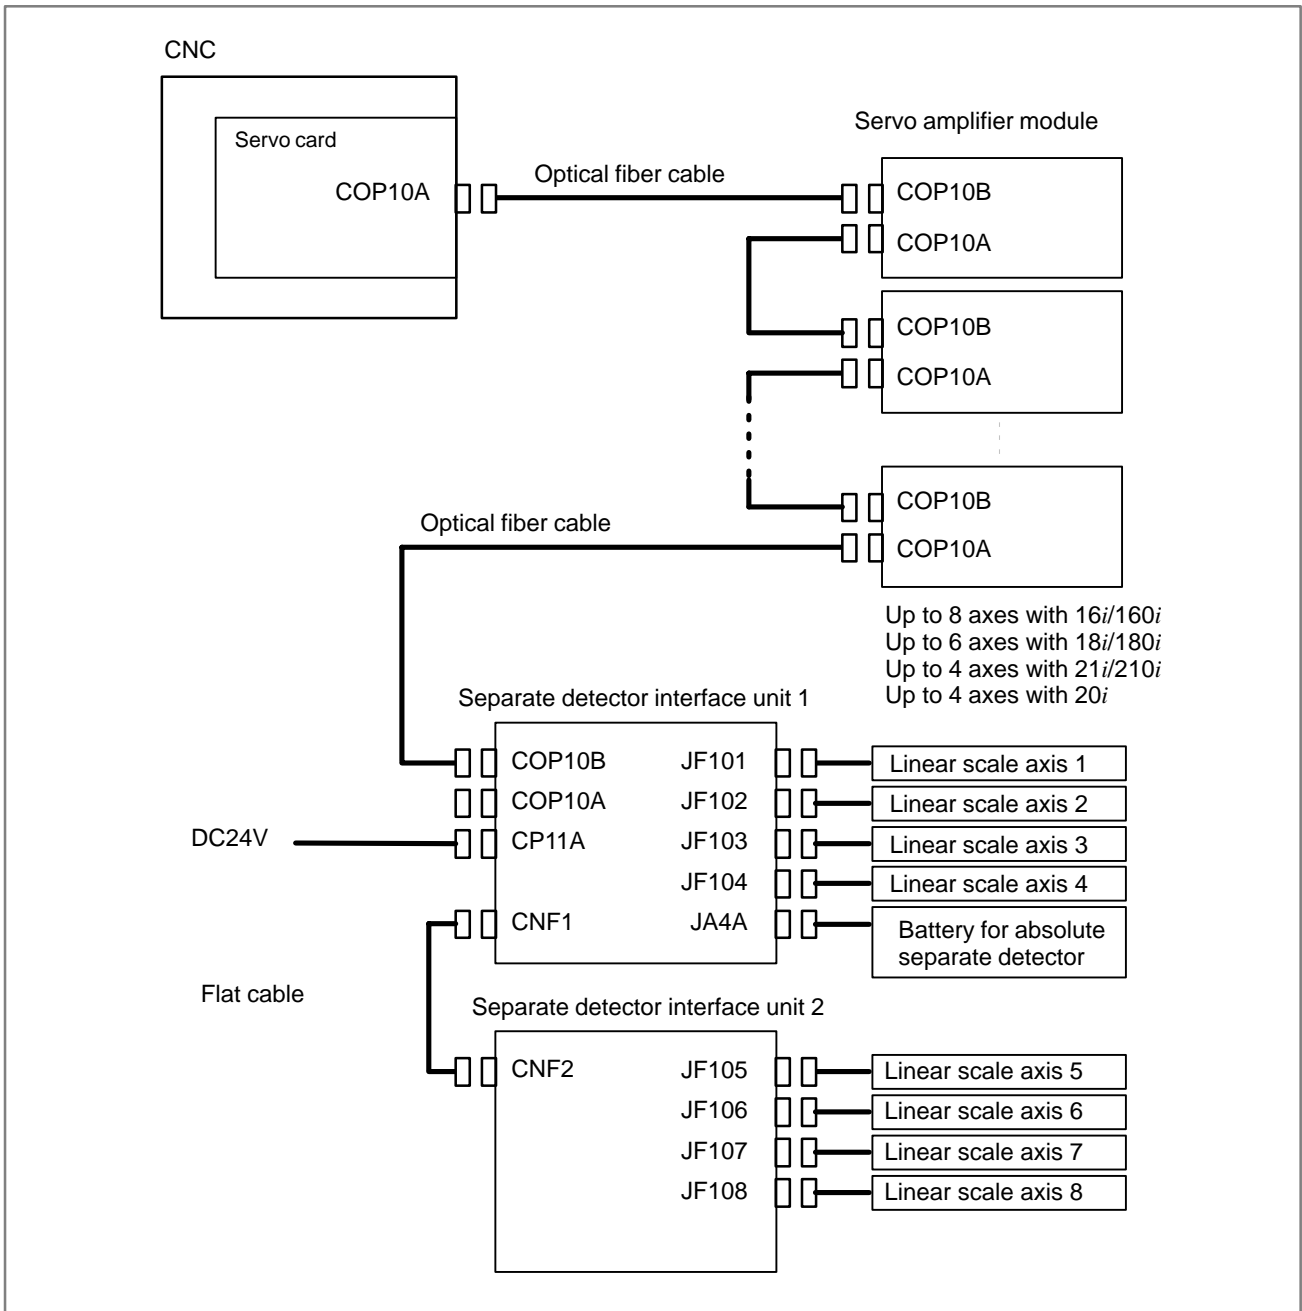 CNC
Servo card
COP10A
Optical fiber cable
Servo amplifier module
COP10B
COP10A
COP10B
COP10A
COP10B
COP10A
Optical fiber cable
Up to 8 axes with 16i/160i
Up to 6 axes with 18i/180i
Up to 4 axes with 21i/210i
Up to 4 axes with 20i
Separate detector interface unit 1
COP10B
JF101
Linear scale axis 1
COP10A
JF102
Linear scale axis 2
DC24V
CP11A
JF103
Linear scale axis 3
JF104
Linear scale axis 4
CNF1
JA4A
Battery for absolute
separate detector
Flat cable
Separate detector interface unit 2
CNF2
JF105
Linear scale axis 5
JF106
Linear scale axis 6
JF107
Linear scale axis 7
JF108
Linear scale axis 8